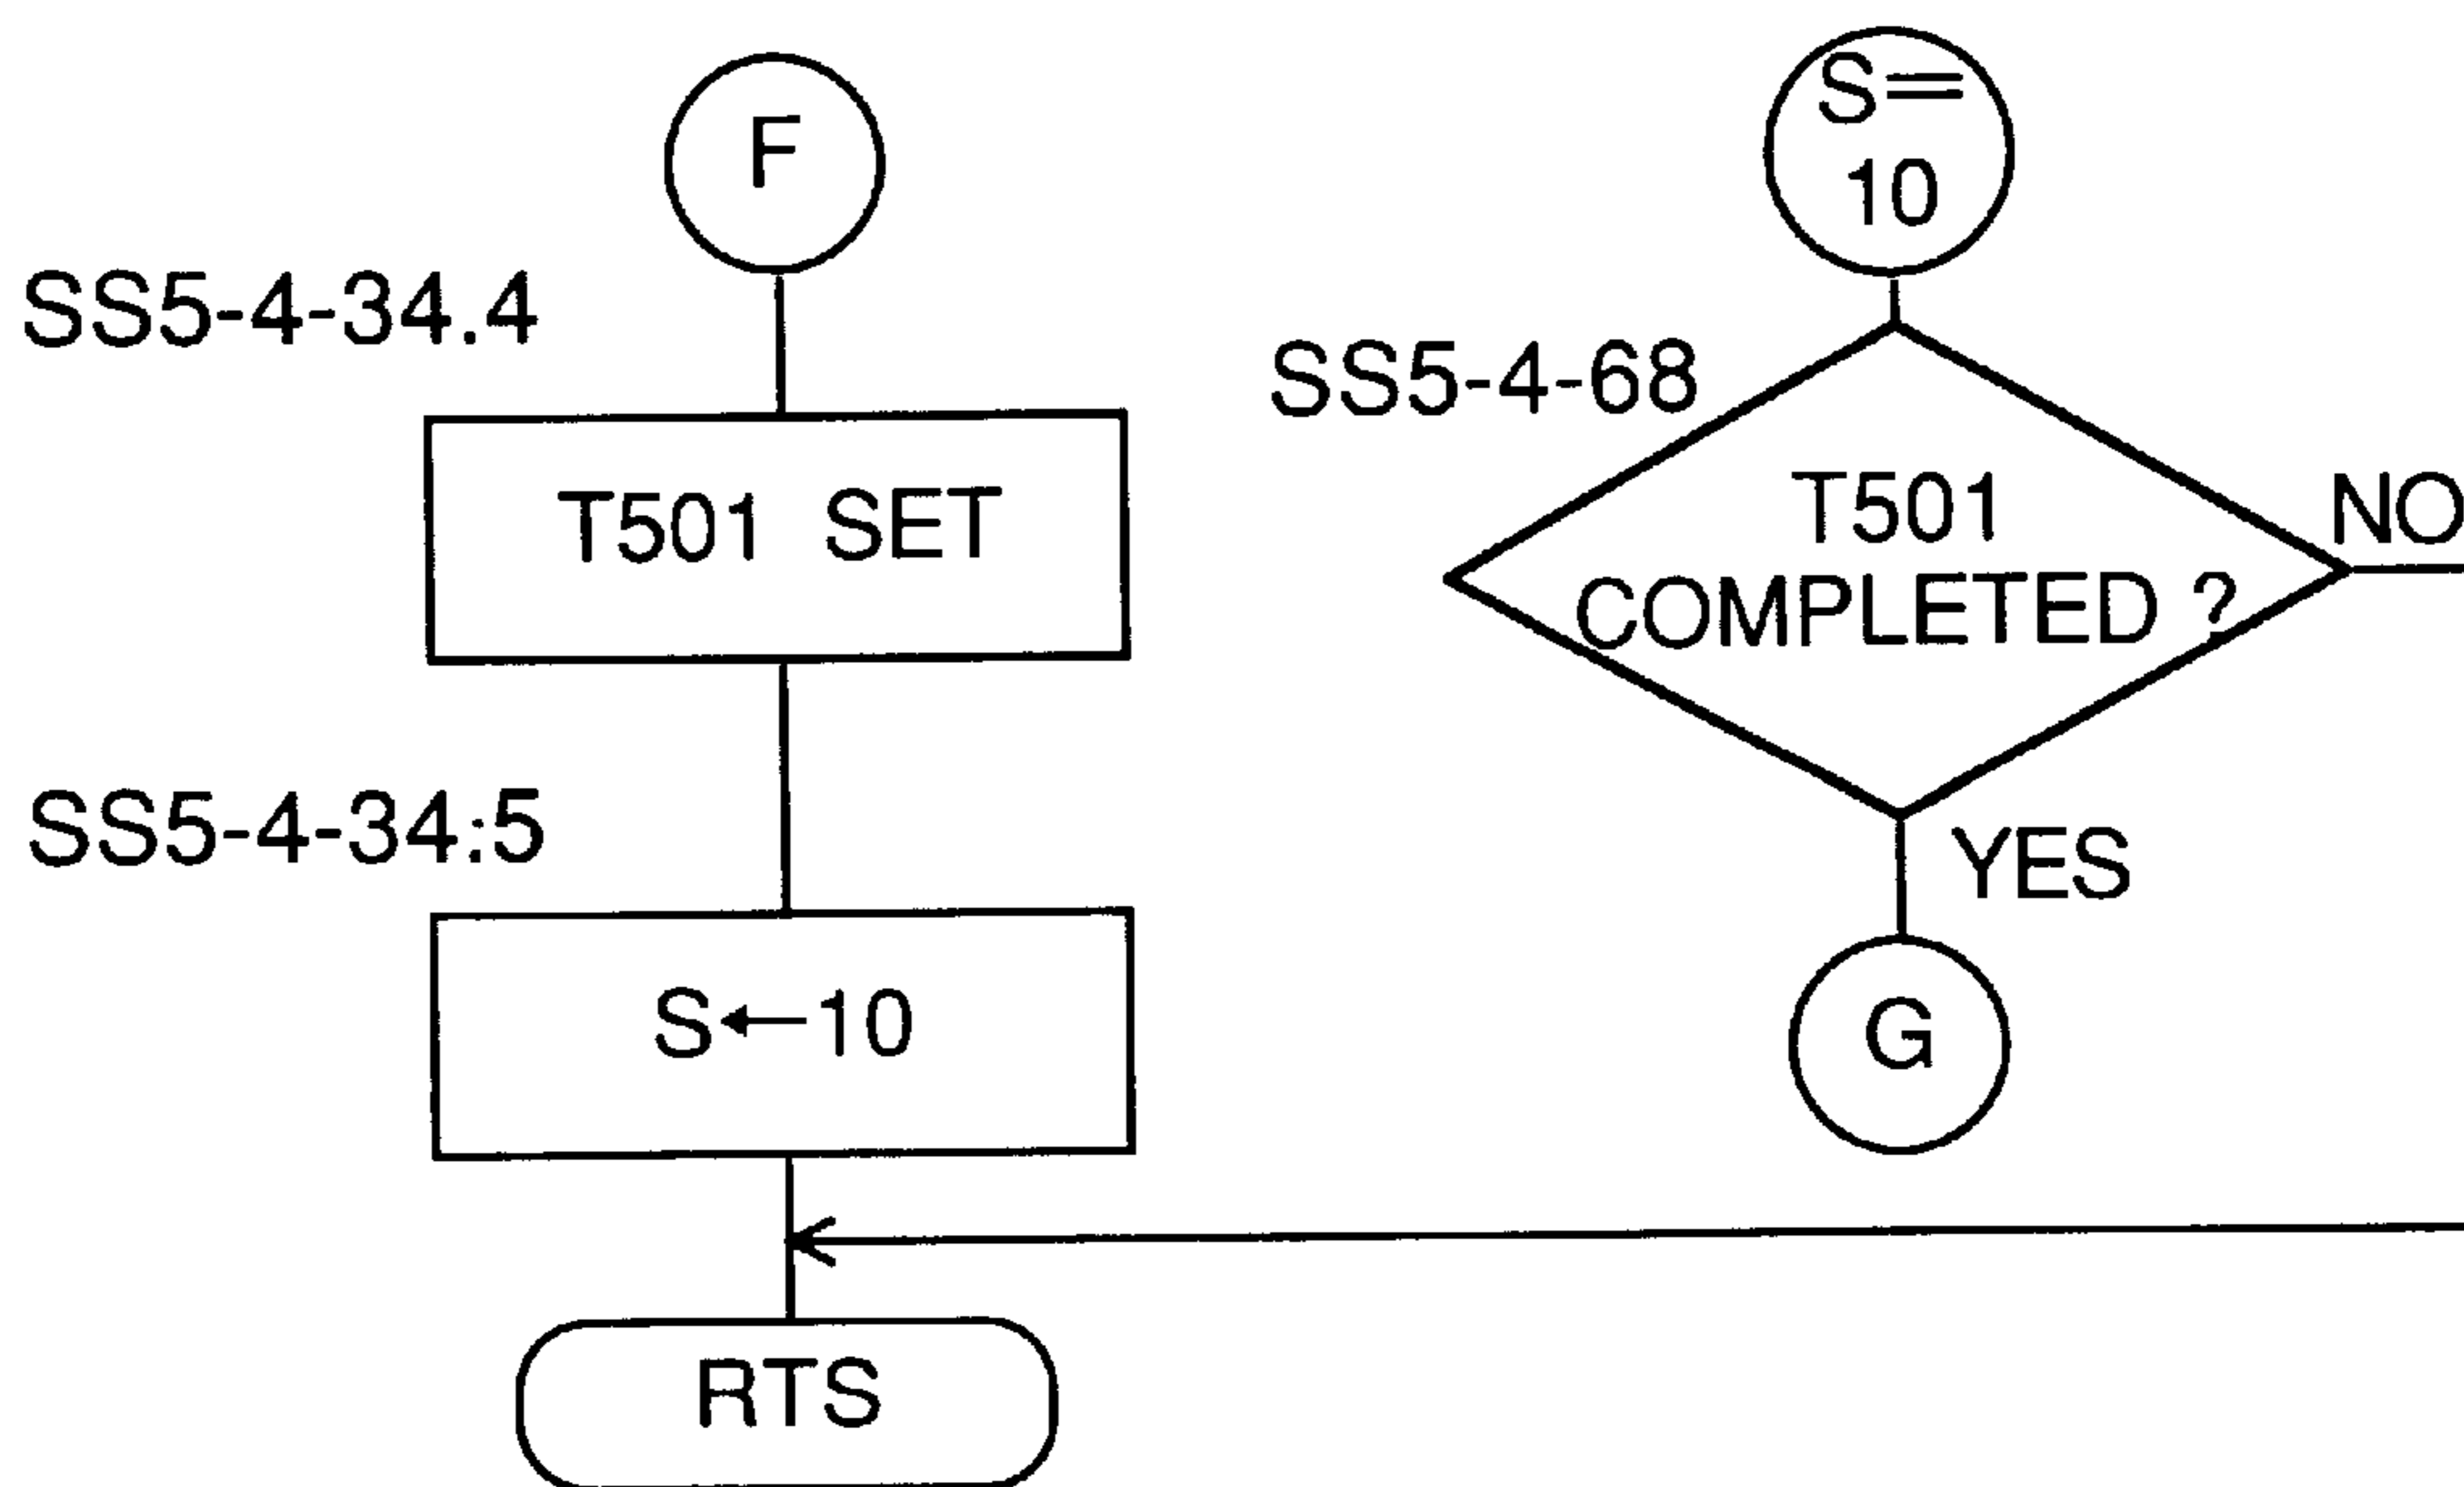 F
SS5-4-34.4
T501 SET
SS5-4-34:5
S←10
RTS
S=
10
SS5-4-68
T501
COMPLETED ?
NO
YES
G